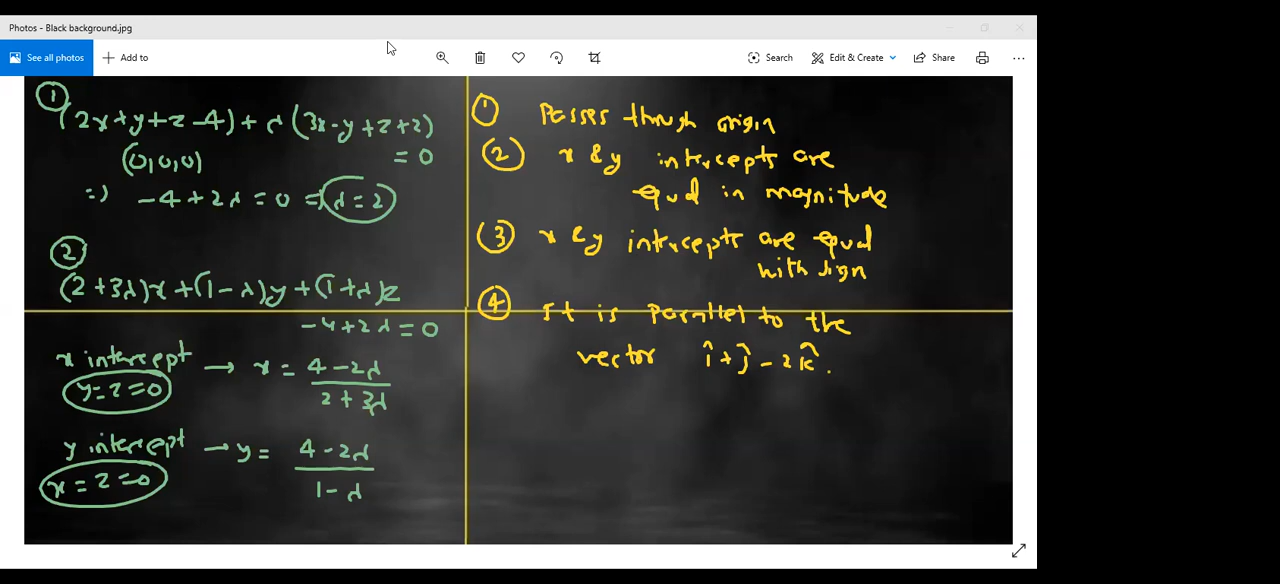 Photos - Black background.jpg
See all photos
Add to
Search
Edit & Create
Share
1
(2x+y+z-4)+λ(3x-y+z+2)
= 0
(0,0,0)
=> -4+2λ=0 => λ=2
2
(2+3λ)x+(1-λ)y+(1+λ)z
-4+2λ=0
x intercept → x = (4-2λ)/(2+3λ)
y=z=0
y intercept → y = (4-2λ)/(1-λ)
x=z=0
1 Passes through origin
2 x & y intercepts are
equal in magnitude
3 x & y intercepts are equal
with sign
4 It is parallel to the
vector î+ĵ-2k̂.